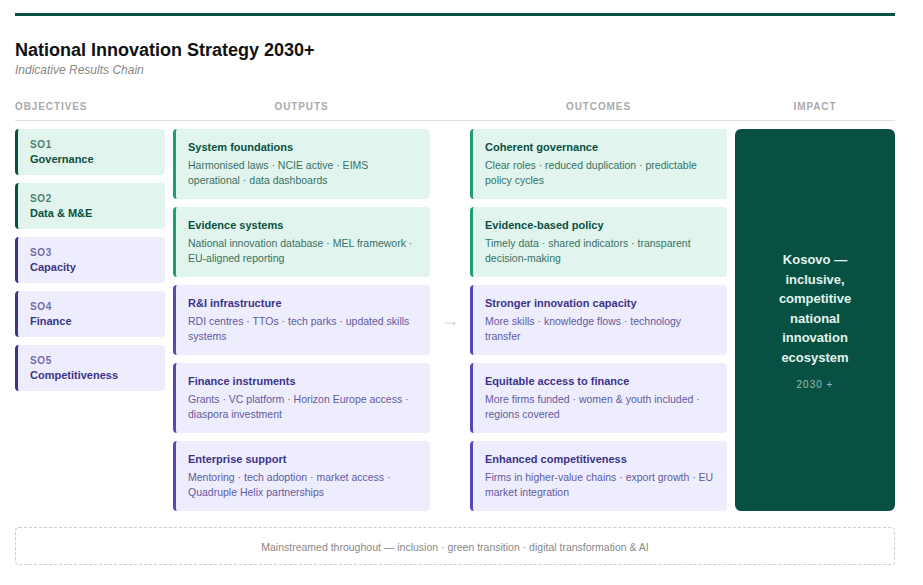 National Innovation Strategy 2030+
Indicative Results Chain
OBJECTIVES
OUTPUTS
OUTCOMES
IMPACT
SO1
Governance
SO2
Data & M&E
SO3
Capacity
SO4
Finance
SO5
Competitiveness
System foundations
Harmonised laws · NCIE active · EIMS
operational · data dashboards
Evidence systems
National innovation database · MEL framework ·
EU-aligned reporting
R&I infrastructure
RDI centres · TTOs · tech parks · updated skills
systems
Finance instruments
Grants · VC platform · Horizon Europe access ·
diaspora investment
Enterprise support
Mentoring · tech adoption · market access ·
Quadruple Helix partnerships
→
Coherent governance
Clear roles · reduced duplication · predictable
policy cycles
Evidence-based policy
Timely data · shared indicators · transparent
decision-making
Stronger innovation capacity
More skills · knowledge flows · technology
transfer
Equitable access to finance
More firms funded · women & youth included ·
regions covered
Enhanced competitiveness
Firms in higher-value chains · export growth · EU
market integration
Kosovo —
inclusive,
competitive
national
innovation
ecosystem
2030 +
Mainstreamed throughout — inclusion · green transition · digital transformation & AI